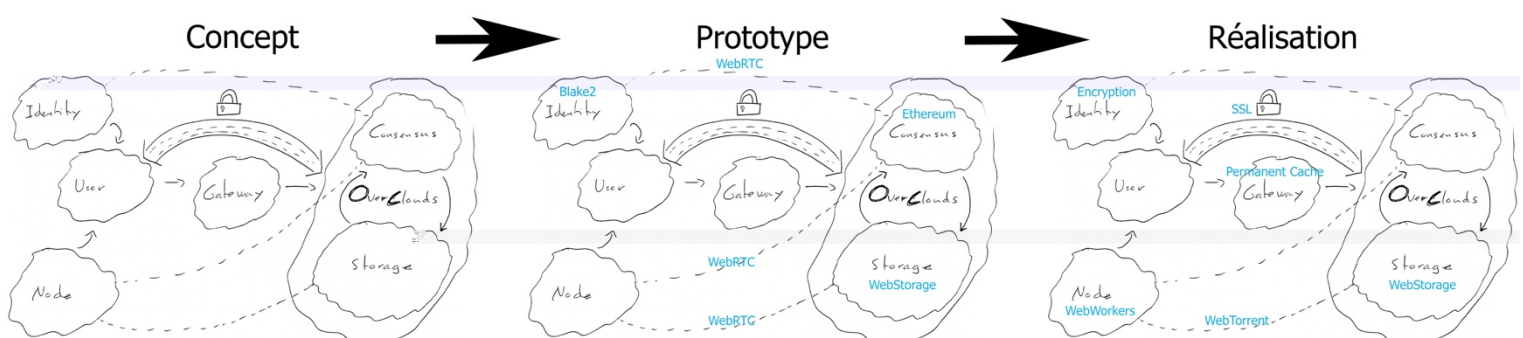 Concept
Prototype
Réalisation
Identity
User
Gateway
Consensus
OverClouds
Storage
Node
WebRTC
Blake2
Identity
User
Gateway
Ethereum
Consensus
OverClouds
WebRTC
Storage
WebStorage
Node
WebRTC
Encryption
Identity
SSL
User
Permanent Cache
Gateway
Consensus
OverClouds
Storage
WebStorage
Node
WebWorkers
WebTorrent